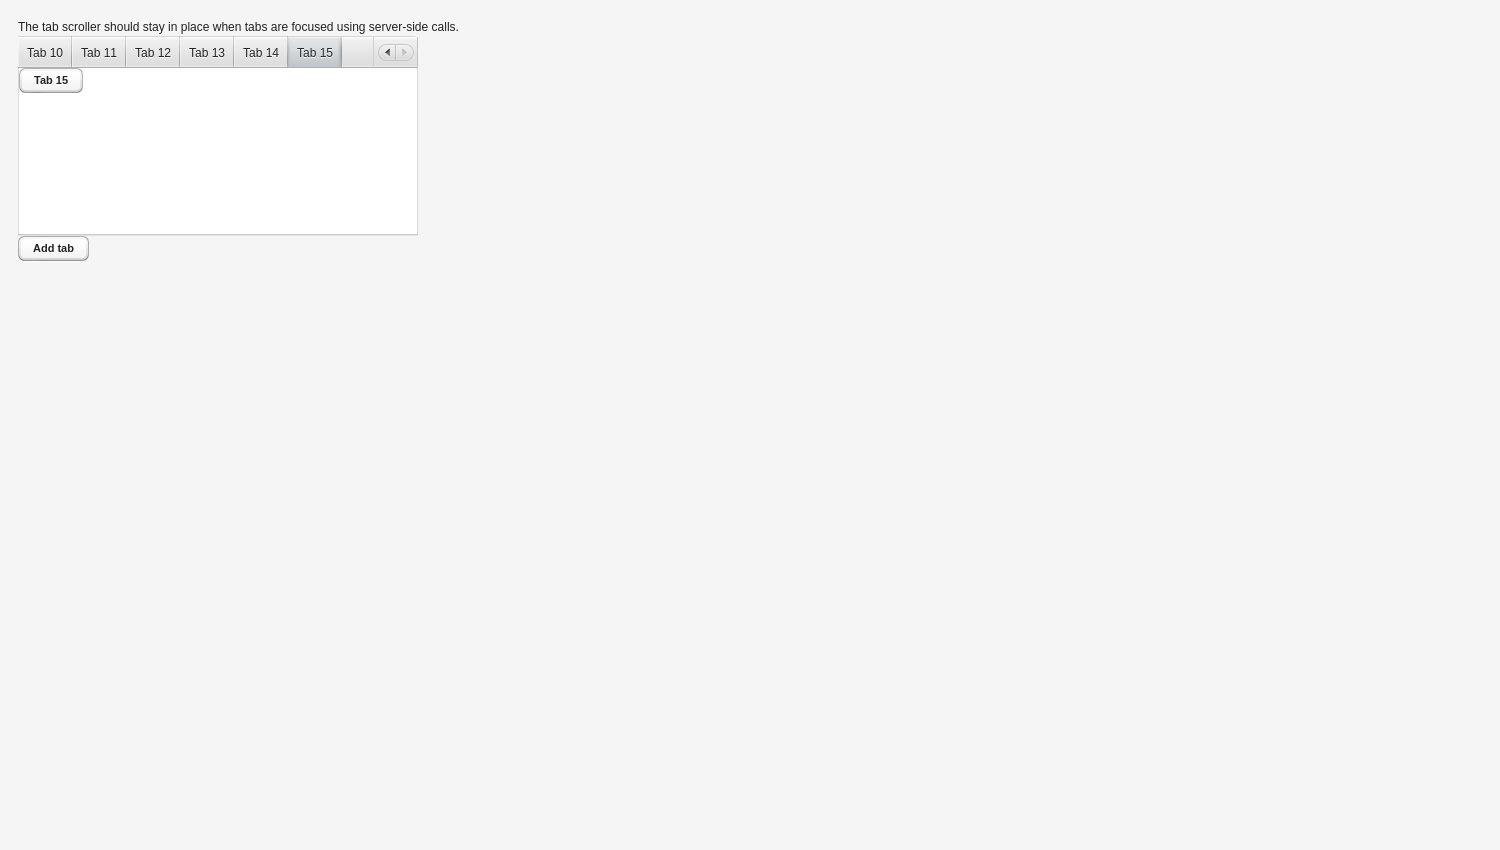 The tab scroller should stay in place when tabs are focused using server-side calls.
Tab 10 Tab 11 Tab 12 Tab 13 Tab 14 Tab 15
Tab 15
Add tab